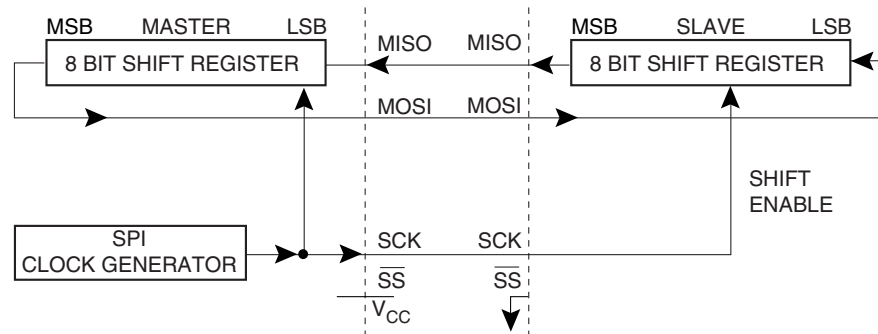 MSB MASTER LSB
8 BIT SHIFT REGISTER
MISO MISO
MSB SLAVE LSB
8 BIT SHIFT REGISTER
MOSI MOSI
SHIFT
ENABLE
SPI
CLOCK GENERATOR
SCK SCK
SS SS
VCC